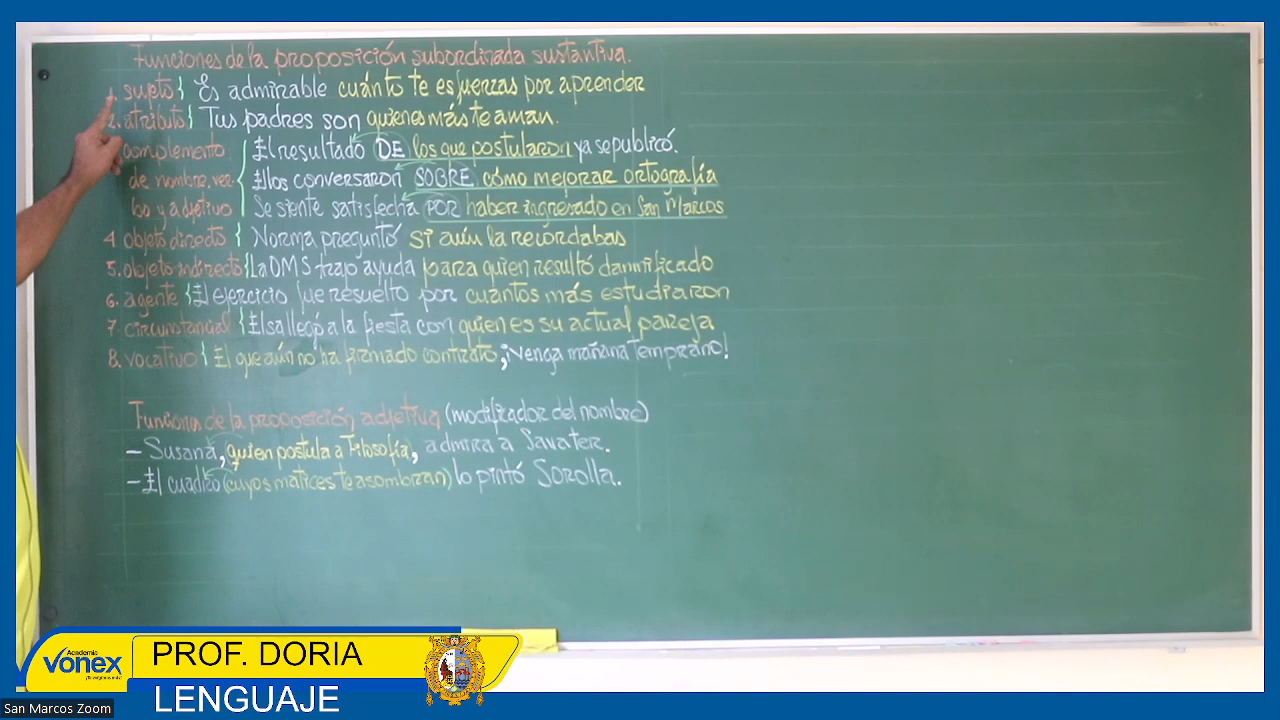 Funciones de la proposición subordinada sustantiva.
1. sujeto { Es admirable cuánto te esfuerzas por aprender
2. atributo { Tus padres son quienes más te aman.
complemento { El resultado DE los que postularon ya se publicó.
de nombre, ver- Ellos conversaron SOBRE cómo mejorar ortografía
bo y adjetivo Se siente satisfecha POR haber ingresado en San Marcos
4 objeto directo { Norma preguntó si aún la recordabas
5. objeto indirecto { La OMS trajo ayuda para quien resultó damnificado
6. agente { El ejercicio fue resuelto por cuantos más estudiaron
7 circunstancial { Elsa llegó a la fiesta con quien es su actual pareja
8. vocativo { El que aún no ha firmado contrato, ¡venga mañana temprano!
Funciones de la proposición adjetiva (modificador del nombre)
– Susana, quien postula a Filosofía, admira a Savater.
– El cuadro (cuyos matices te asombran) lo pintó Sorolla.
Academia
vonex
PROF. DORIA
LENGUAJE
San Marcos Zoom